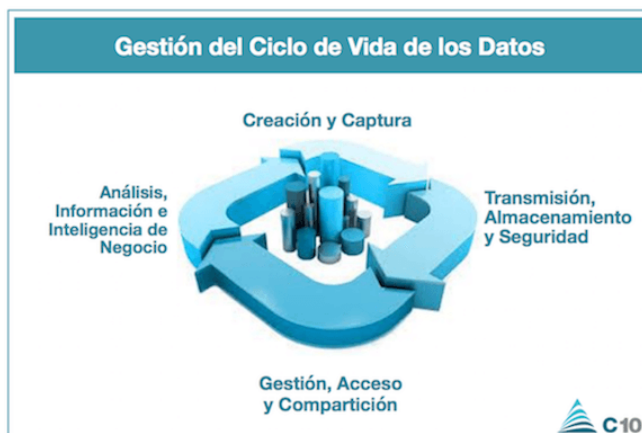 Gestión del Ciclo de Vida de los Datos
Creación y Captura
Análisis,
Información e
Inteligencia de
Negocio
Transmisión,
Almacenamiento
y Seguridad
Gestión, Acceso
y Compartición
C10